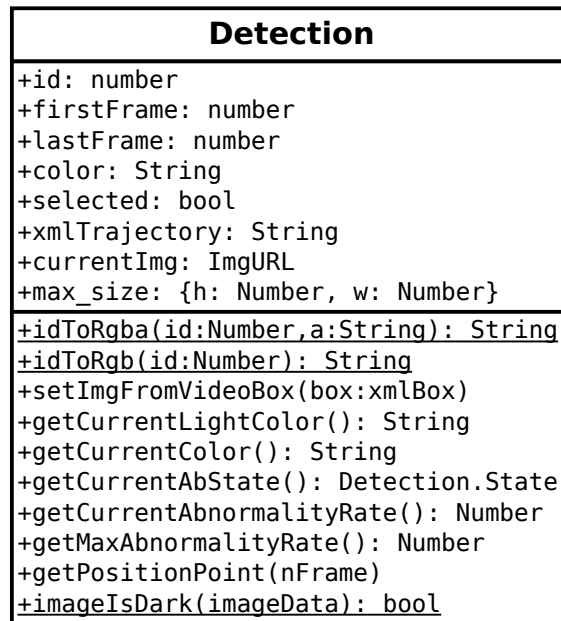 Detection
+id: number
+firstFrame: number
+lastFrame: number
+color: String
+selected: bool
+xmlTrajectory: String
+currentImg: ImgURL
+max_size: {h: Number, w: Number}
+idToRgba(id:Number,a:String): String
+idToRgb(id:Number): String
+setImgFromVideoBox(box:xmlBox)
+getCurrentLightColor(): String
+getCurrentColor(): String
+getCurrentAbState(): Detection.State
+getCurrentAbnormalityRate(): Number
+getMaxAbnormalityRate(): Number
+getPositionPoint(nFrame)
+imageIsDark(imageData): bool